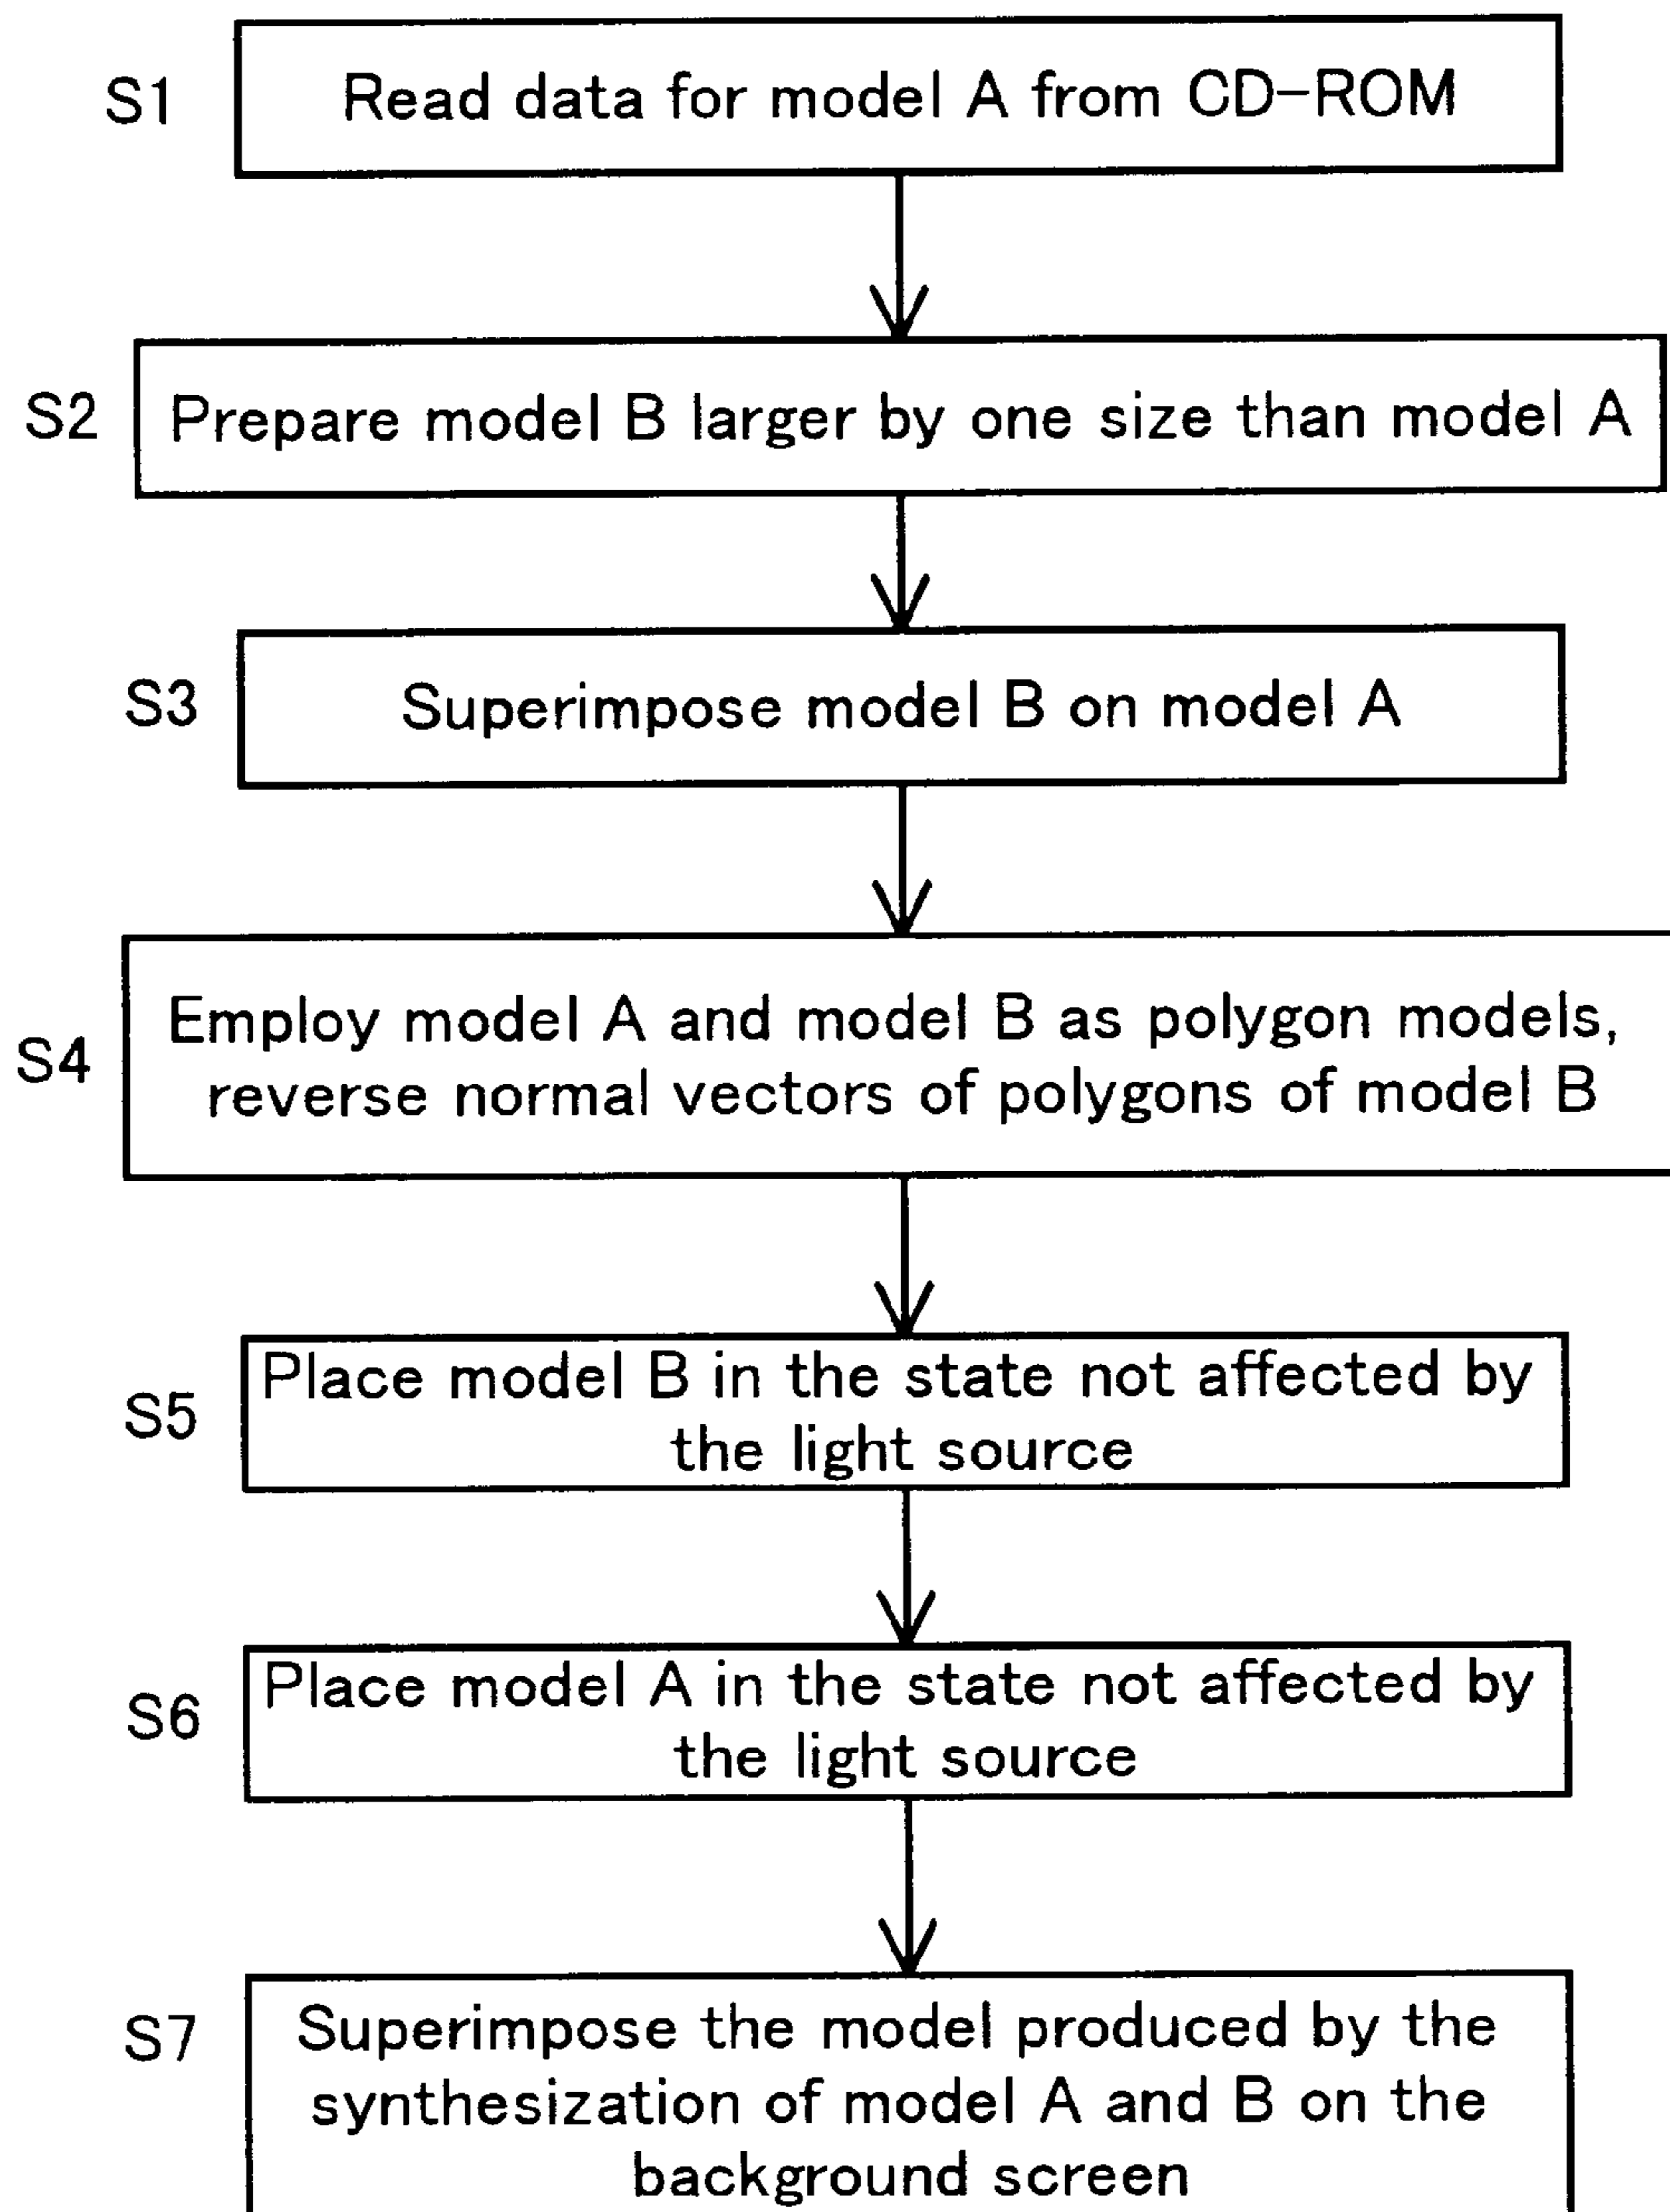 S1
Read data for model A from CD-ROM
S2
Prepare model B larger by one size than model A
S3
Superimpose model B on model A
S4
Employ model A and model B as polygon models,
reverse normal vectors of polygons of model B
S5
Place model B in the state not affected by
the light source
S6
Place model A in the state not affected by
the light source
S7
Superimpose the model produced by the
synthesization of model A and B on the
background screen